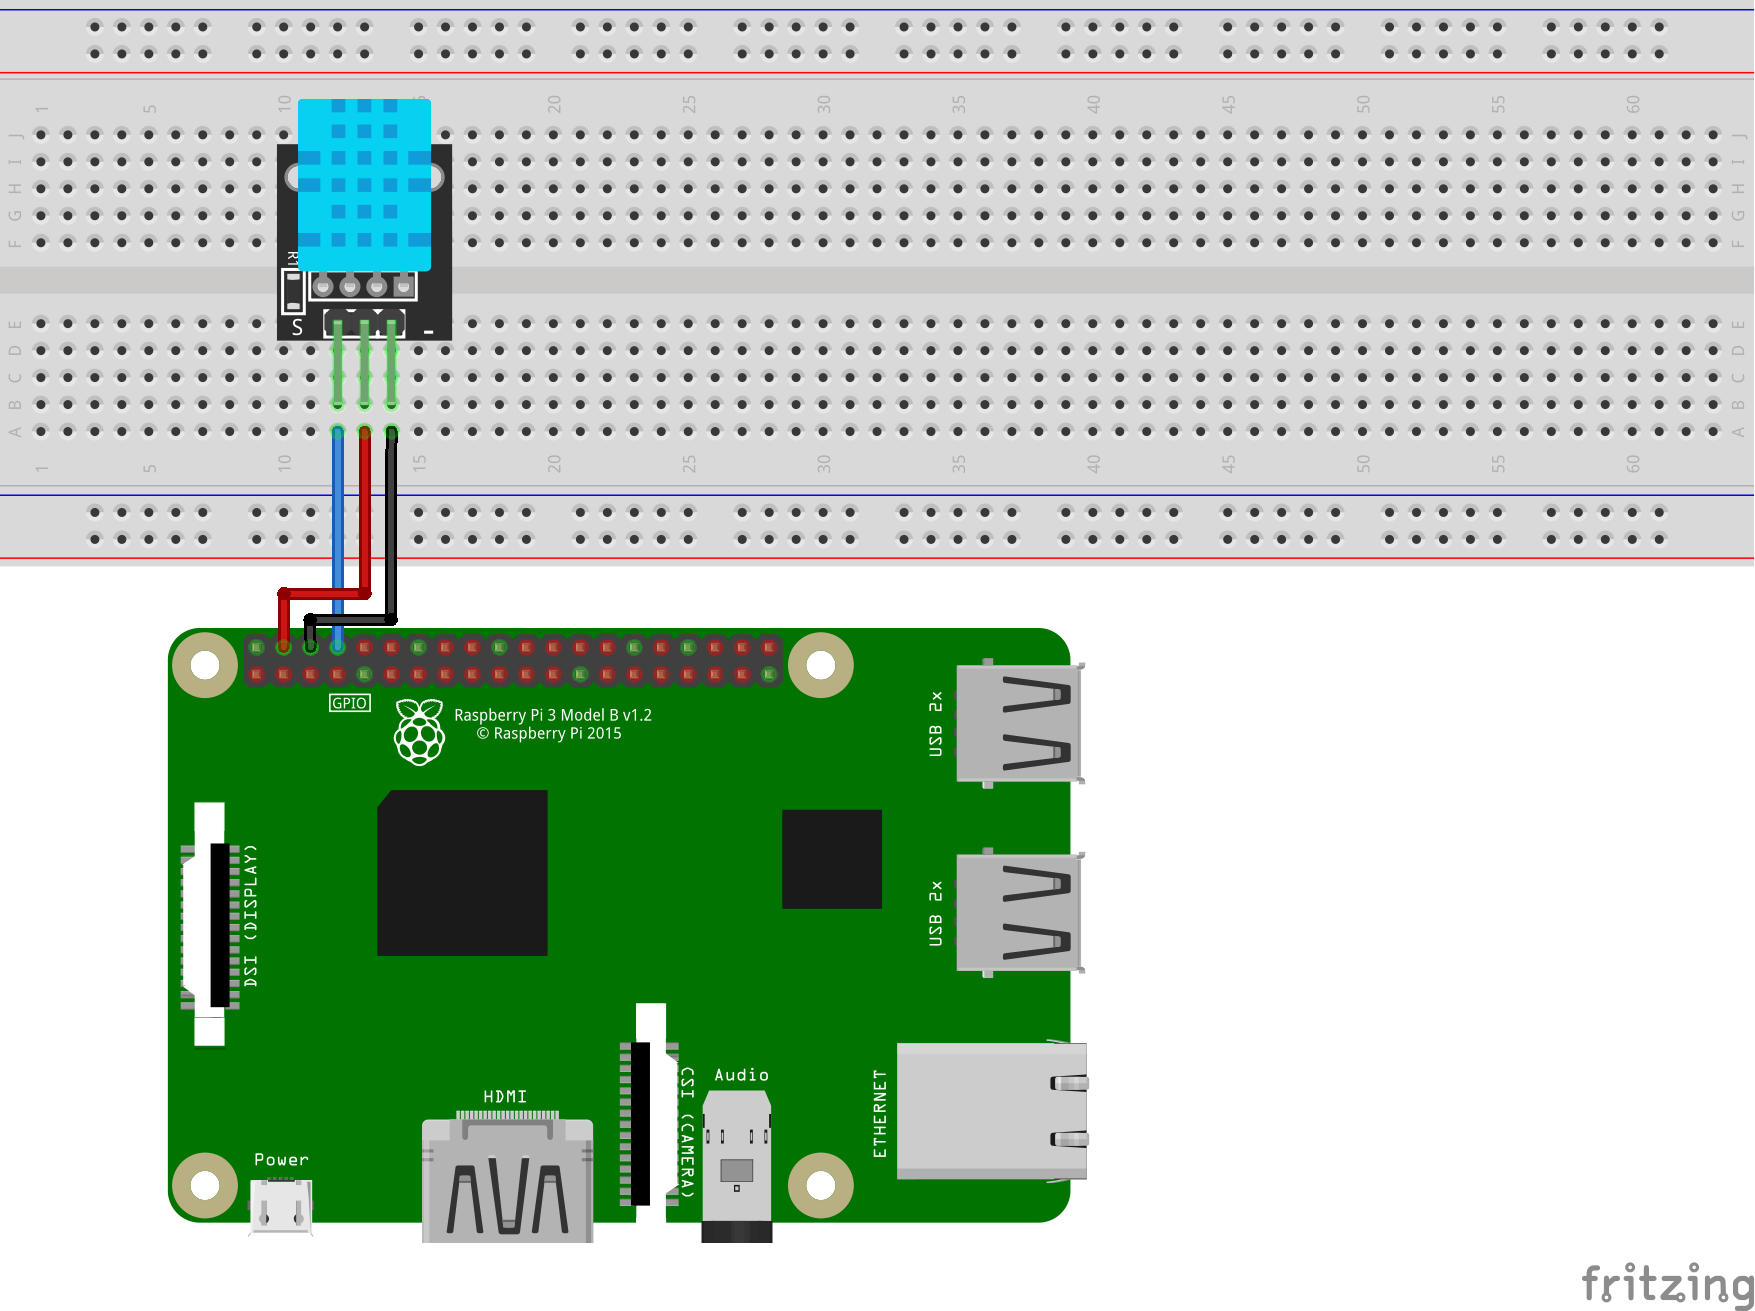 1 5 10 15 20 25 30 35 40 45 50 55 60
J J
I I
H H
G G
F F
R1
S -
E E
D D
C C
B B
A A
1 5 10 15 20 25 30 35 40 45 50 55 60
GPIO
Raspberry Pi 3 Model B v1.2
© Raspberry Pi 2015
USB 2x
USB 2x
DSI (DISPLAY)
CSI (CAMERA)
Audio
HDMI
ETHERNET
Power
fritzing